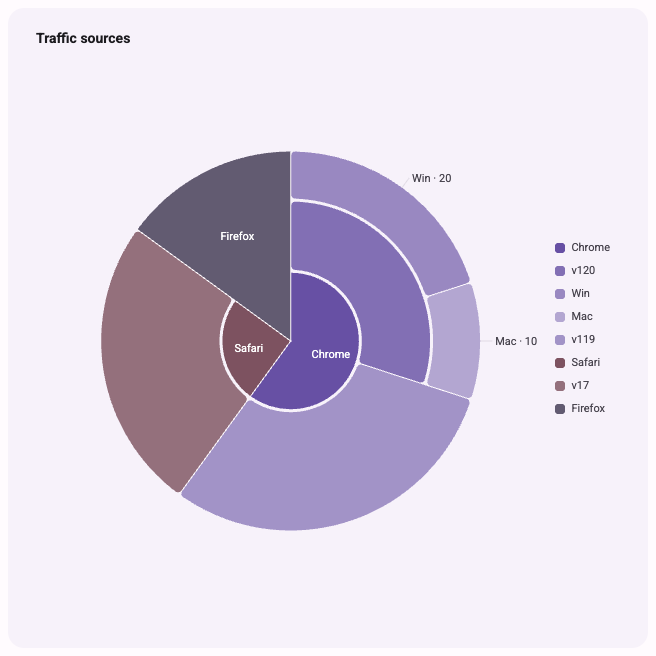 Traffic sources
Win · 20
Firefox
Safari
Chrome
Mac · 10
Chrome
v120
Win
Mac
v119
Safari
v17
Firefox